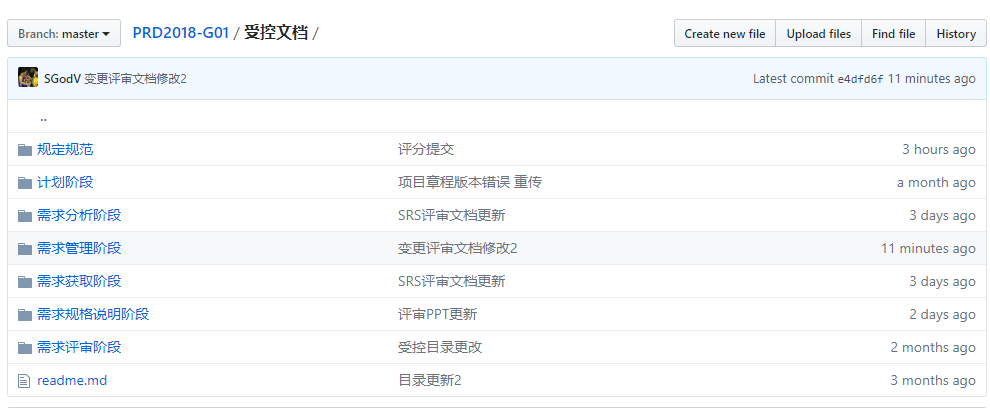 Branch: master PRD2018-G01 / 受控文档 / Create new file Upload files Find file History
SGodV 变更评审文档修改2 Latest commit e4dfd6f 11 minutes ago
..
规定规范 评分提交 3 hours ago
计划阶段 项目章程版本错误 重传 a month ago
需求分析阶段 SRS评审文档更新 3 days ago
需求管理阶段 变更评审文档修改2 11 minutes ago
需求获取阶段 SRS评审文档更新 3 days ago
需求规格说明阶段 评审PPT更新 2 days ago
需求评审阶段 受控目录更改 2 months ago
readme.md 目录更新2 3 months ago